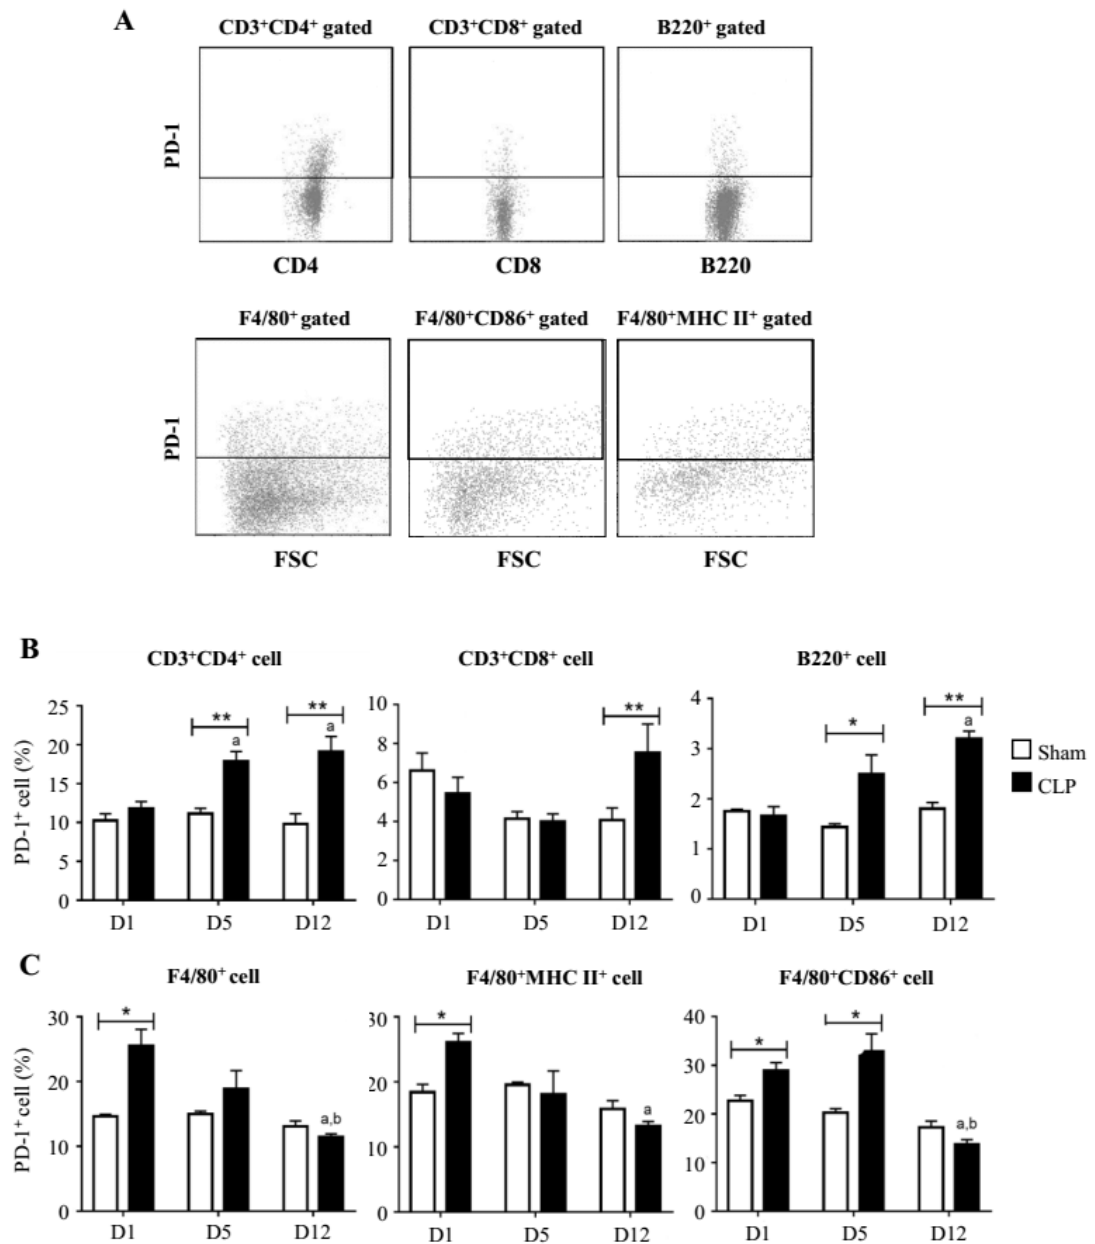 A
CD3⁺CD4⁺ gated CD3⁺CD8⁺ gated B220⁺ gated
PD-1
CD4 CD8 B220
F4/80⁺ gated F4/80⁺CD86⁺ gated F4/80⁺MHC II⁺ gated
PD-1
FSC FSC FSC
B
CD3⁺CD4⁺ cell
PD-1⁺ cell (%)
25
20
15
10
5
0
** **
a a
D1 D5 D12
CD3⁺CD8⁺ cell
10
8
6
4
2
0
**
D1 D5 D12
B220⁺ cell
4
3
2
1
0
* **
a
D1 D5 D12
Sham
CLP
C
F4/80⁺ cell
PD-1⁺ cell (%)
30
20
10
0
*
a,b
D1 D5 D12
F4/80⁺MHC II⁺ cell
30
20
10
0
*
a
D1 D5 D12
F4/80⁺CD86⁺ cell
40
30
20
10
0
* *
a,b
D1 D5 D12